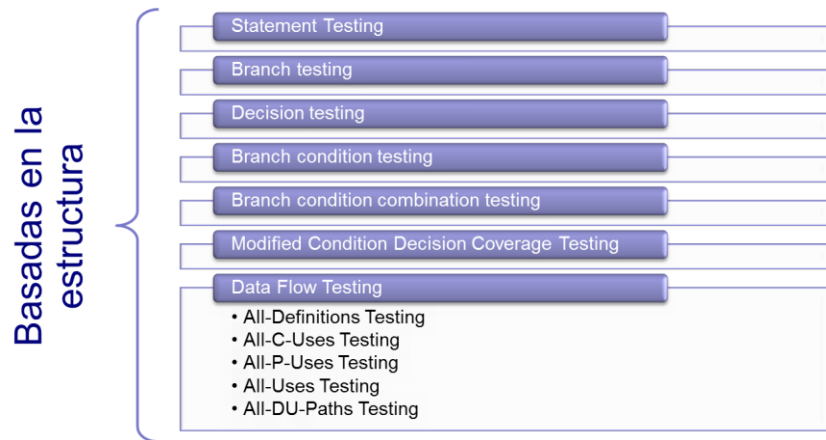 Basadas en la
estructura
Statement Testing
Branch testing
Decision testing
Branch condition testing
Branch condition combination testing
Modified Condition Decision Coverage Testing
Data Flow Testing
• All-Definitions Testing
• All-C-Uses Testing
• All-P-Uses Testing
• All-Uses Testing
• All-DU-Paths Testing